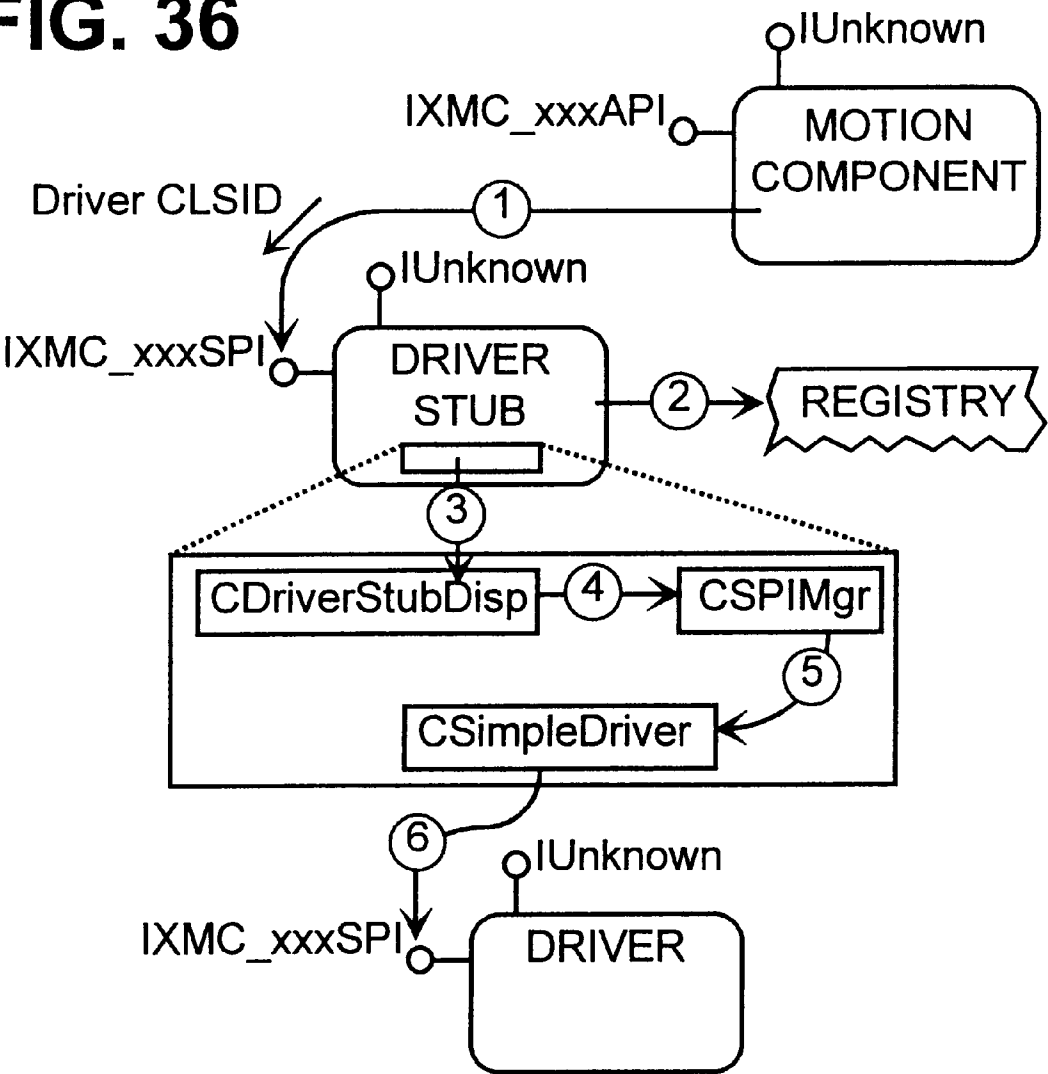 FIG. 36
IUnknown
IXMC_xxxAPI
MOTION
COMPONENT
Driver CLSID
1
IUnknown
IXMC_xxxSPI
DRIVER
STUB
2
REGISTRY
3
CDriverStubDisp
4
CSPIMgr
5
CSimpleDriver
6
IUnknown
IXMC_xxxSPI
DRIVER